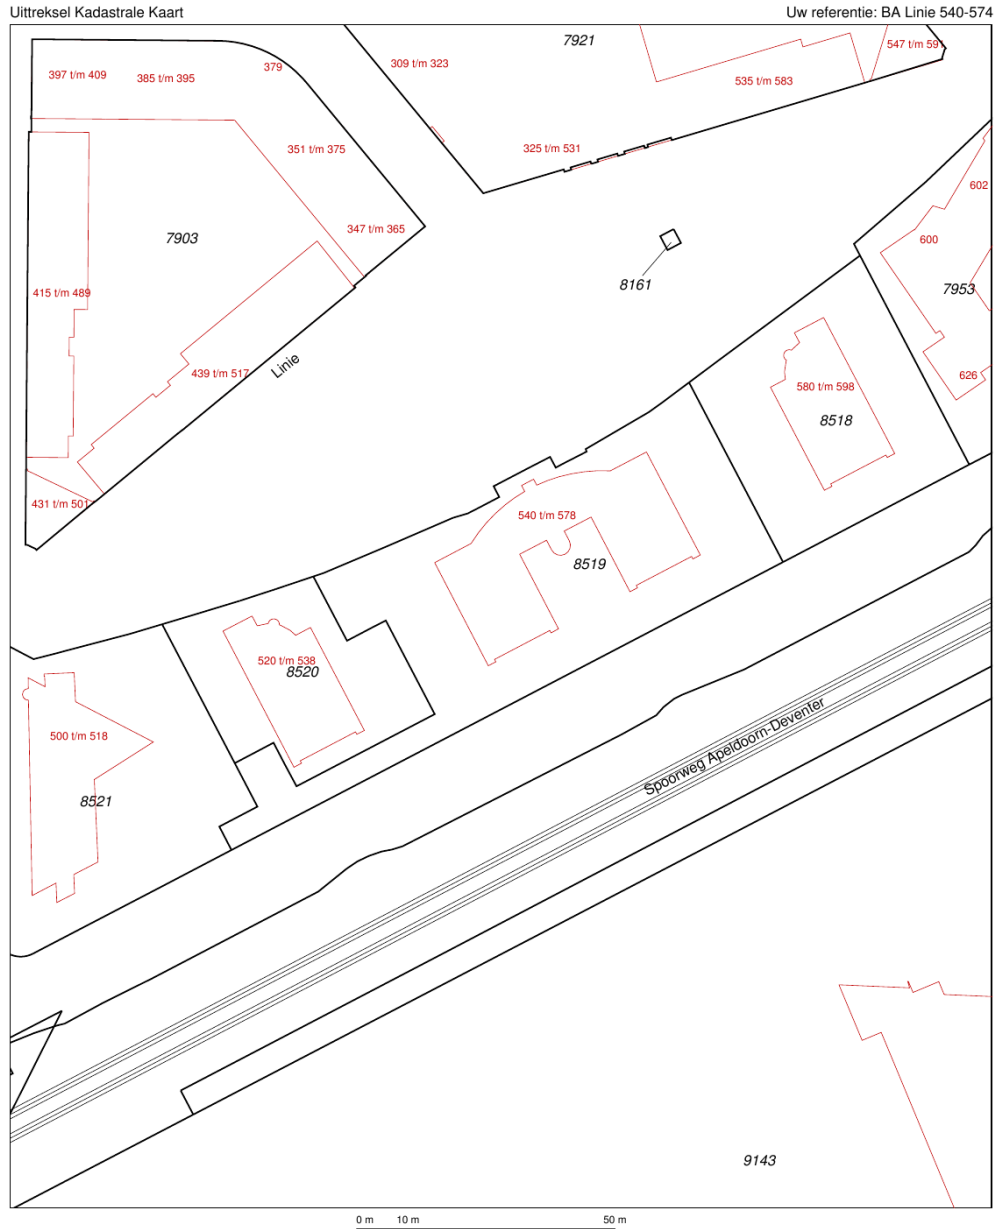 Uittreksel Kadastrale Kaart
Uw referentie: BA Linie 540-574
7921
547 t/m 591
309 t/m 323
379
397 t/m 409
385 t/m 395
535 t/m 583
351 t/m 375
325 t/m 531
602
347 t/m 365
7903
600
8161
7953
415 t/m 489
Linie
439 t/m 517
626
580 t/m 598
8518
431 t/m 501
540 t/m 578
8519
520 t/m 538
8520
500 t/m 518
Spoorweg Apeldoorn-Deventer
8521
9143
0 m 10 m 50 m